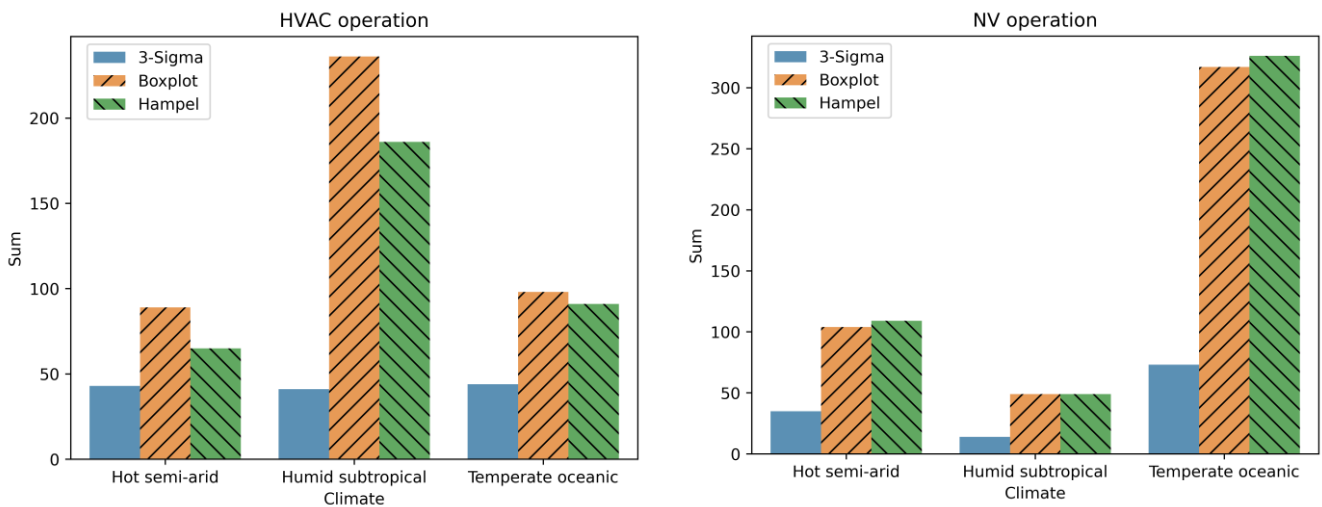 HVAC operation
3-Sigma
Boxplot
Hampel
200
150
100
50
0
Sum
Hot semi-arid
Humid subtropical
Temperate oceanic
Climate
NV operation
3-Sigma
Boxplot
Hampel
300
250
200
150
100
50
0
Sum
Hot semi-arid
Humid subtropical
Temperate oceanic
Climate